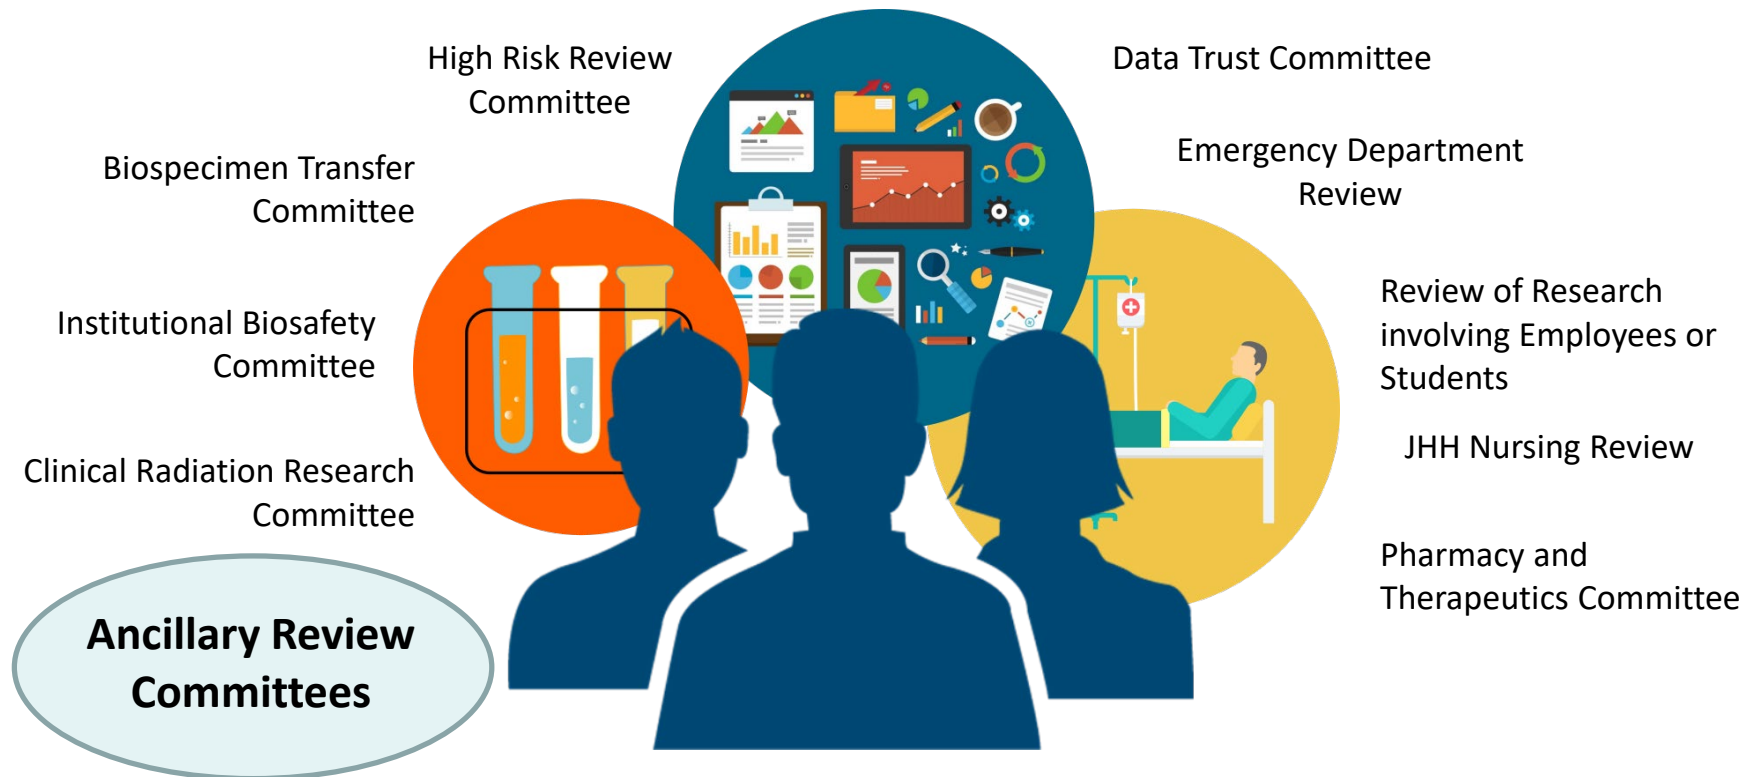 High Risk Review
Committee
Data Trust Committee
Biospecimen Transfer
Committee
Emergency Department
Review
Institutional Biosafety
Committee
Review of Research
involving Employees or
Students
Clinical Radiation Research
Committee
JHH Nursing Review
Pharmacy and
Therapeutics Committee
Ancillary Review
Committees